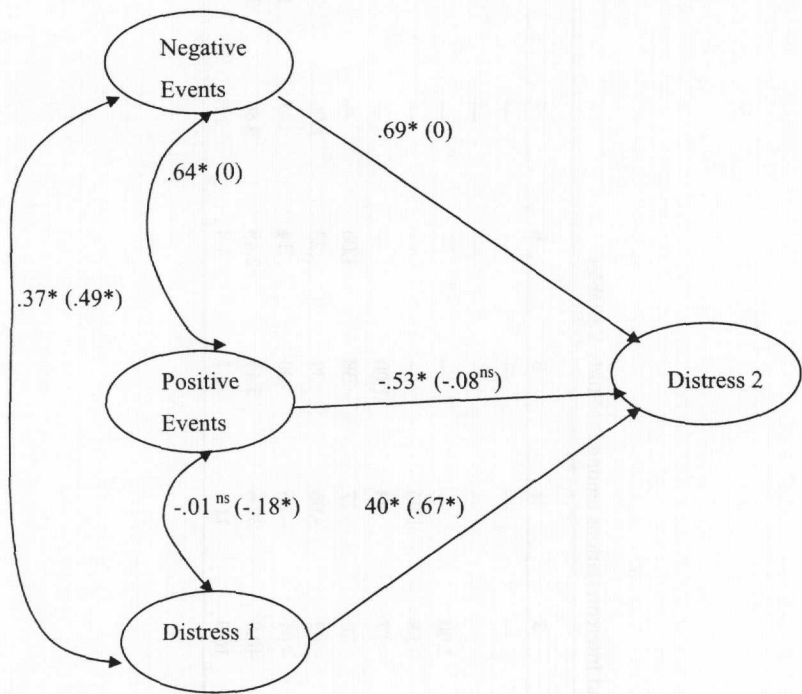 Negative
Events
.69* (0)
.64* (0)
.37* (.49*)
Positive
Events
-.53* (-.08ns)
Distress 2
-.01 ns (-.18*)
40* (.67*)
Distress 1